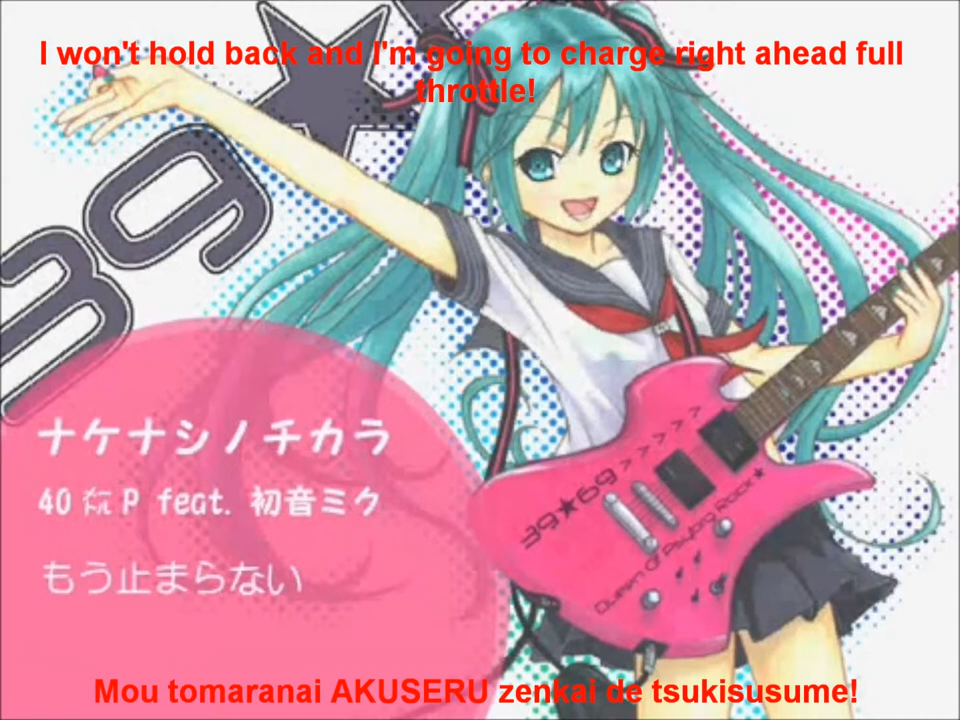 I won't hold back and I'm going to charge right ahead full
throttle!
39★
ナケナシノチカラ
40㍍P feat. 初音ミク
もう止まらない
39★69>>>>>>
Queen Of Psyborg Rock★
Mou tomaranai AKUSERU zenkai de tsukisusume!